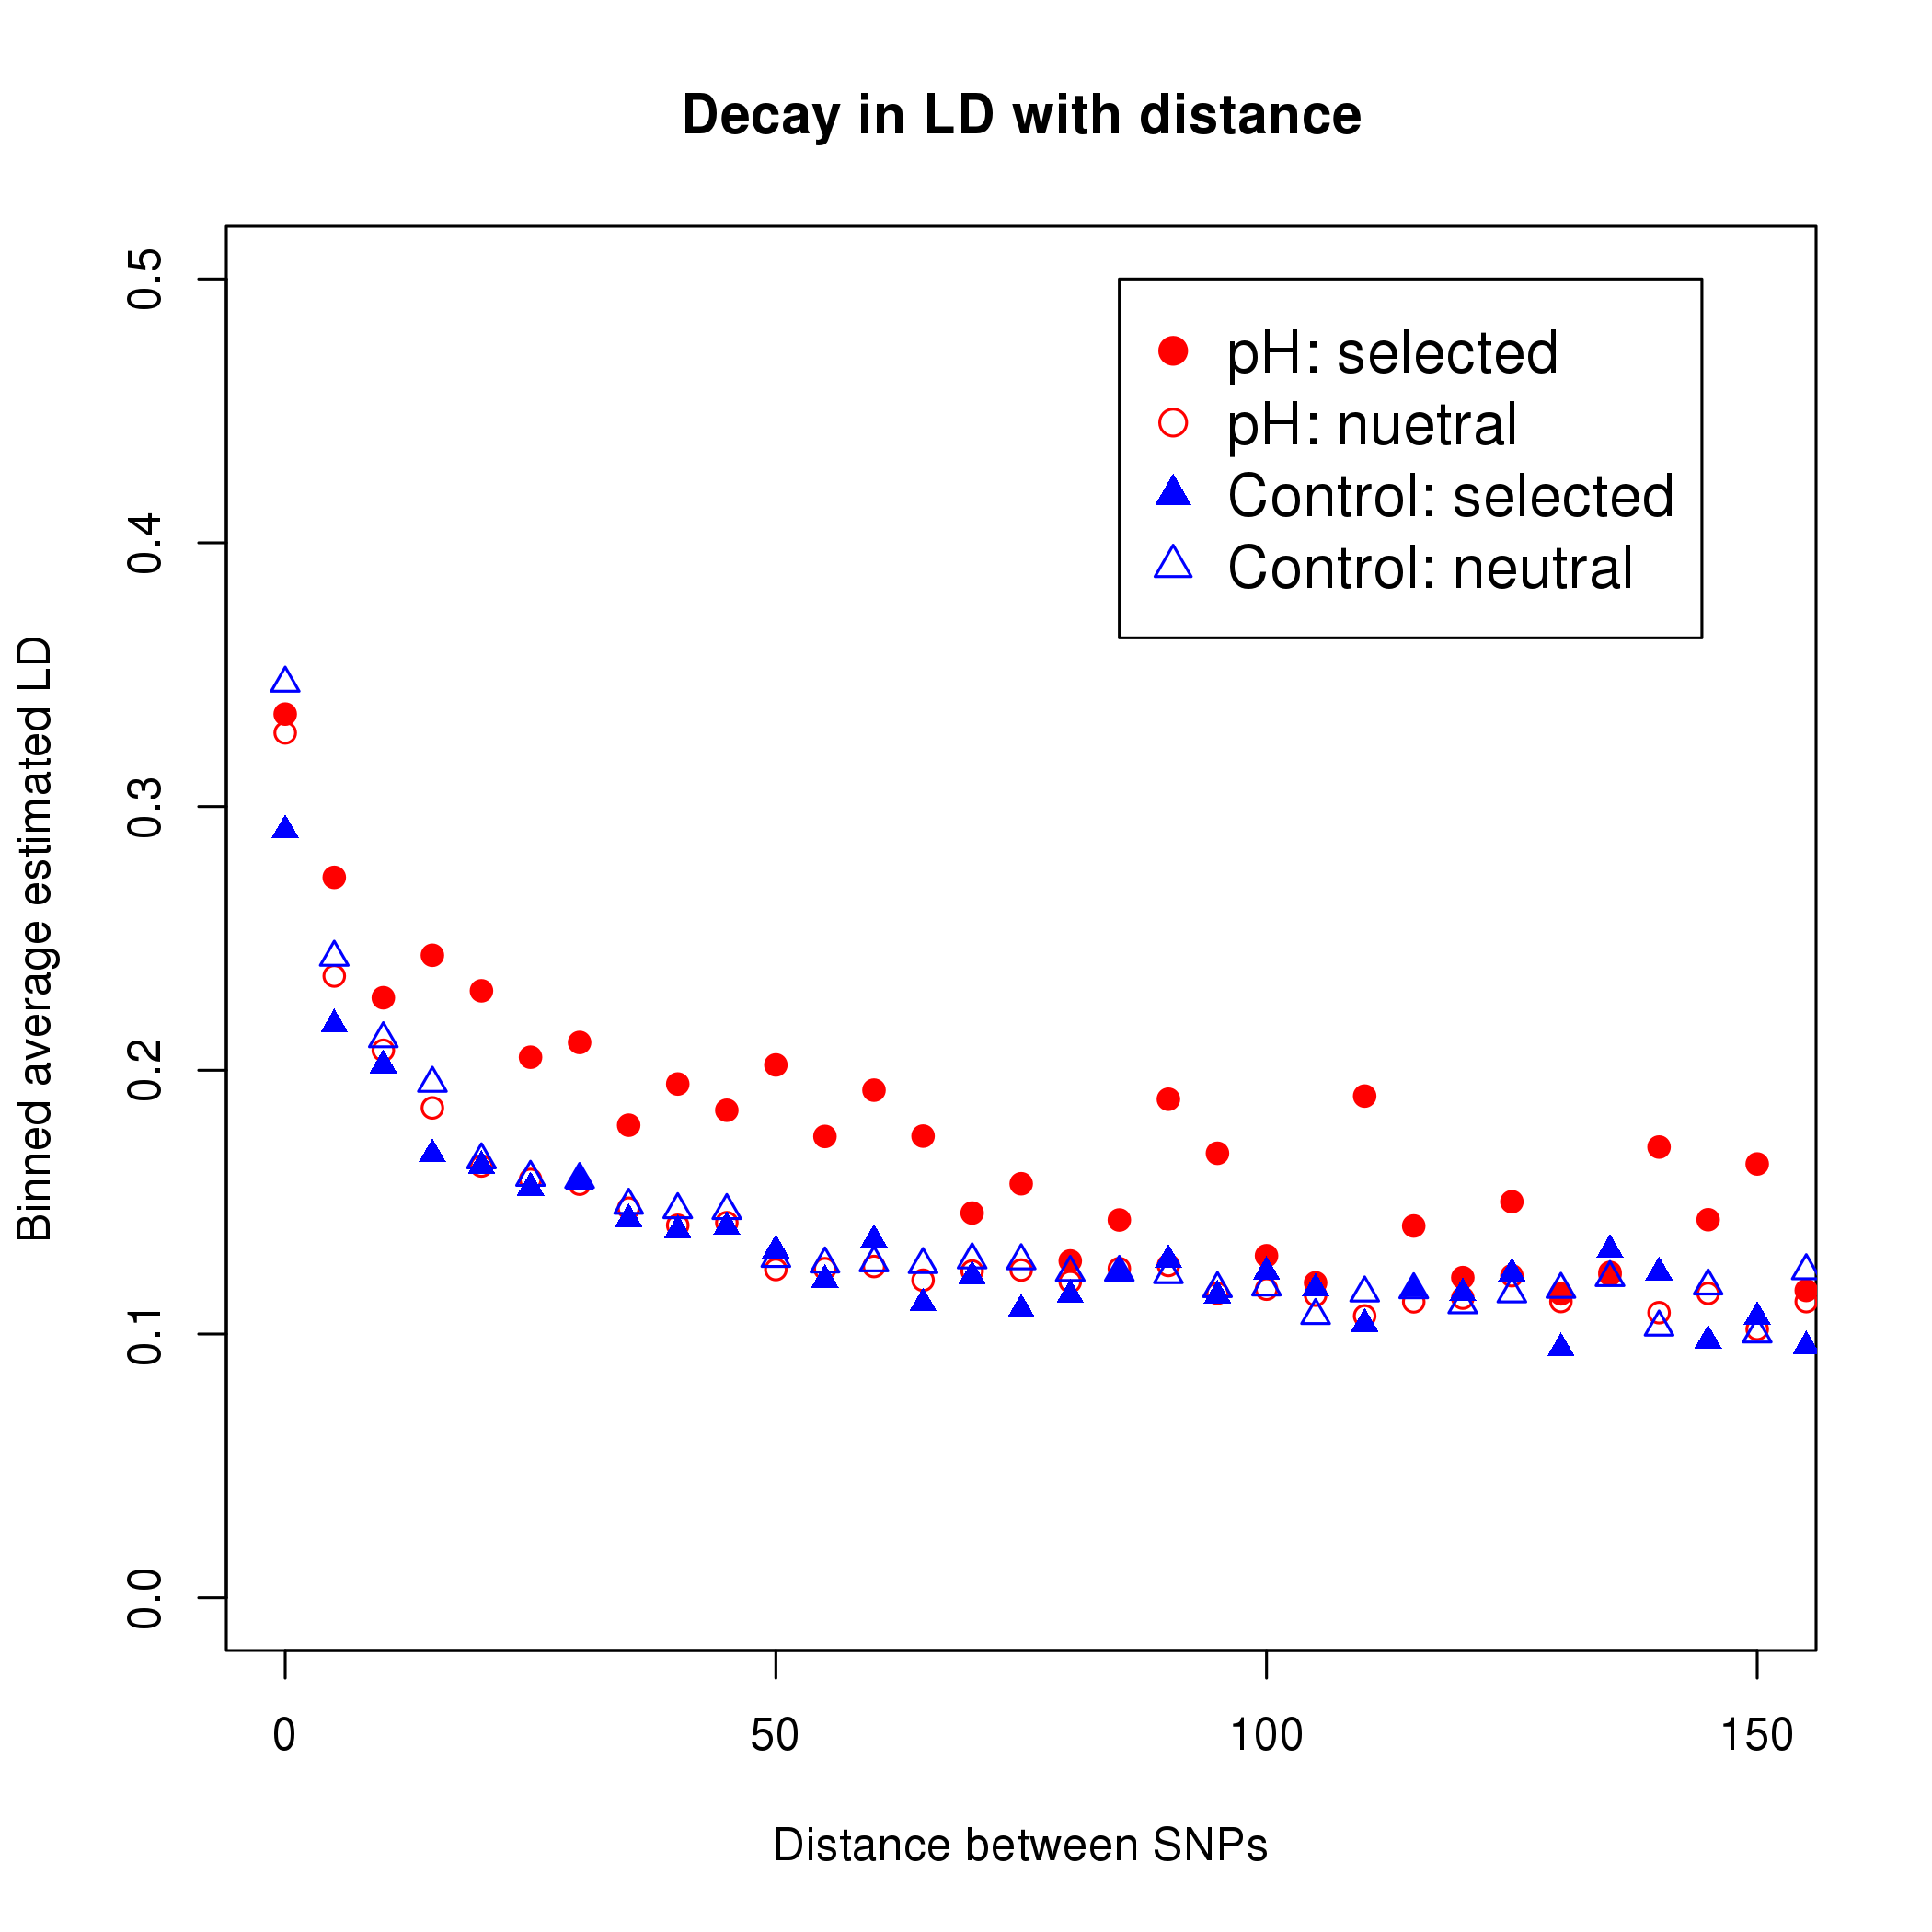 Decay in LD with distance
pH: selected
pH: nuetral
Control: selected
Control: neutral
Binned average estimated LD
0.5
0.4
0.3
0.2
0.1
0.0
0 50 100 150
Distance between SNPs